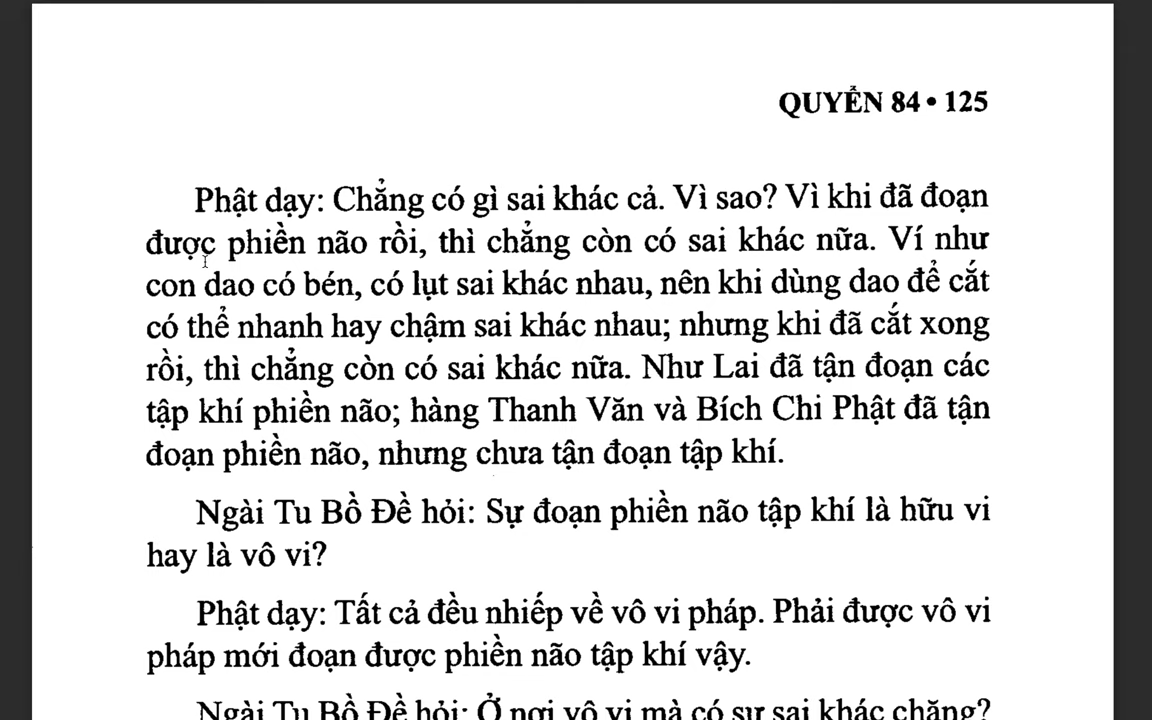 QUYỂN 84 • 125
Phật dạy: Chẳng có gì sai khác cả. Vì sao? Vì khi đã đoạn
được phiền não rồi, thì chẳng còn có sai khác nữa. Ví như
con dao có bén, có lụt sai khác nhau, nên khi dùng dao để cắt
có thể nhanh hay chậm sai khác nhau; nhưng khi đã cắt xong
rồi, thì chẳng còn có sai khác nữa. Như Lai đã tận đoạn các
tập khí phiền não; hàng Thanh Văn và Bích Chi Phật đã tận
đoạn phiền não, nhưng chưa tận đoạn tập khí.
Ngài Tu Bồ Đề hỏi: Sự đoạn phiền não tập khí là hữu vi
hay là vô vi?
Phật dạy: Tất cả đều nhiếp về vô vi pháp. Phải được vô vi
pháp mới đoạn được phiền não tập khí vậy.
Ngài Tu Bồ Đề hỏi: Ở nơi vô vi mà có sự sai khác chăng?